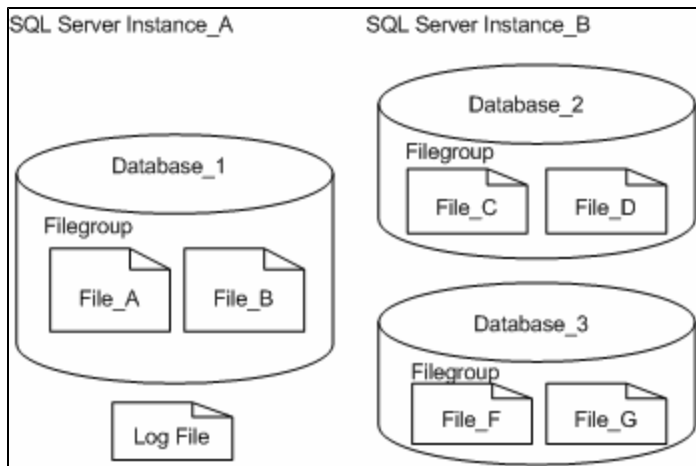 SQL Server Instance_A
Database_1
Filegroup
File_A
File_B
Log File
SQL Server Instance_B
Database_2
Filegroup
File_C
File_D
Database_3
Filegroup
File_F
File_G